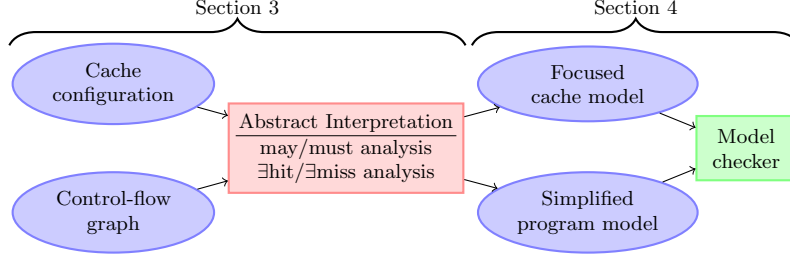 Section 3
Section 4
Cache
configuration
Control-flow
graph
Abstract Interpretation
may/must analysis
∃hit/∃miss analysis
Focused
cache model
Simplified
program model
Model
checker